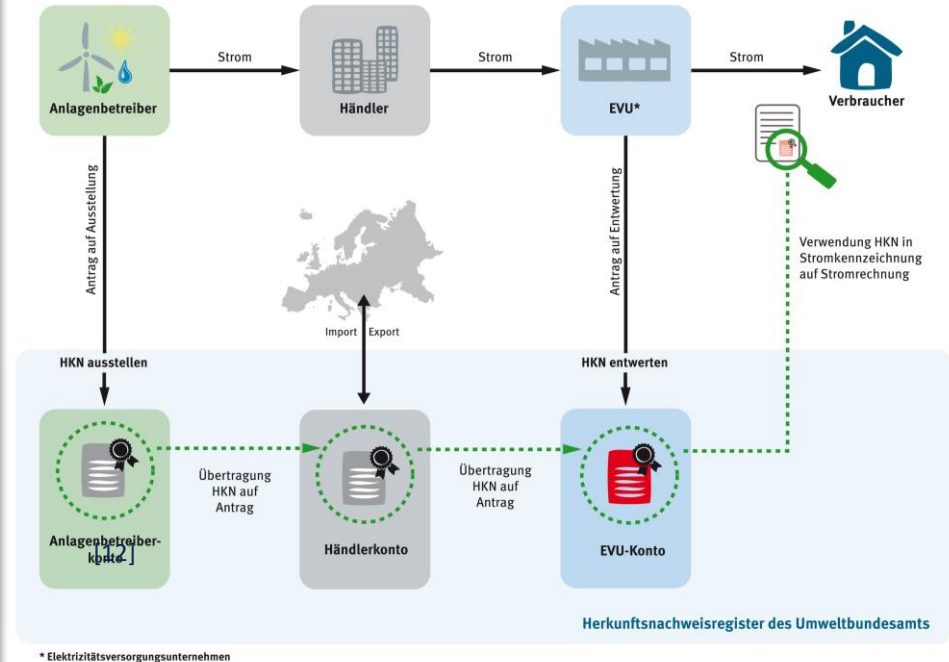 Strom
Strom
Strom
Anlagenbetreiber
Händler
EVU*
Verbraucher
Antrag auf Ausstellung
Antrag auf Entwertung
Verwendung HKN in
Stromkennzeichnung
auf Stromrechnung
Import
Export
HKN ausstellen
HKN entwerten
Übertragung
HKN auf
Antrag
Übertragung
HKN auf
Antrag
Anlagenbetreiber-
konto
[12]
Händlerkonto
EVU-Konto
Herkunftsnachweisregister des Umweltbundesamts
* Elektrizitätsversorgungsunternehmen